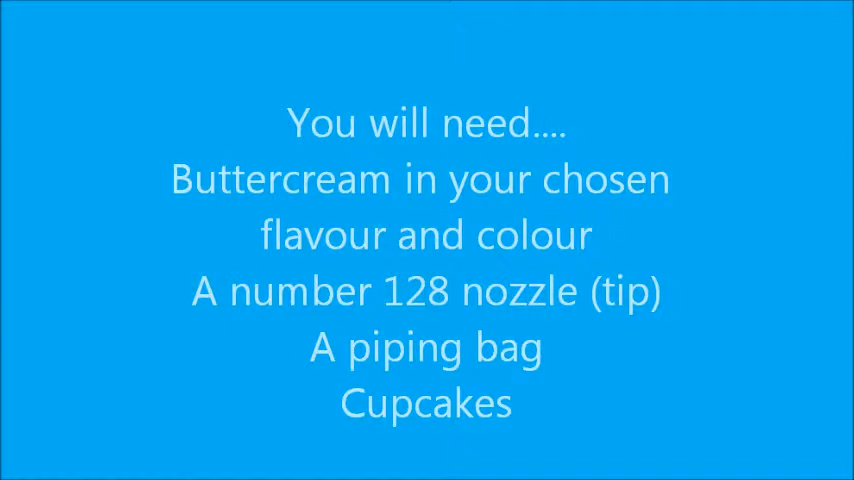 You will need....
Buttercream in your chosen
flavour and colour
A number 128 nozzle (tip)
A piping bag
Cupcakes